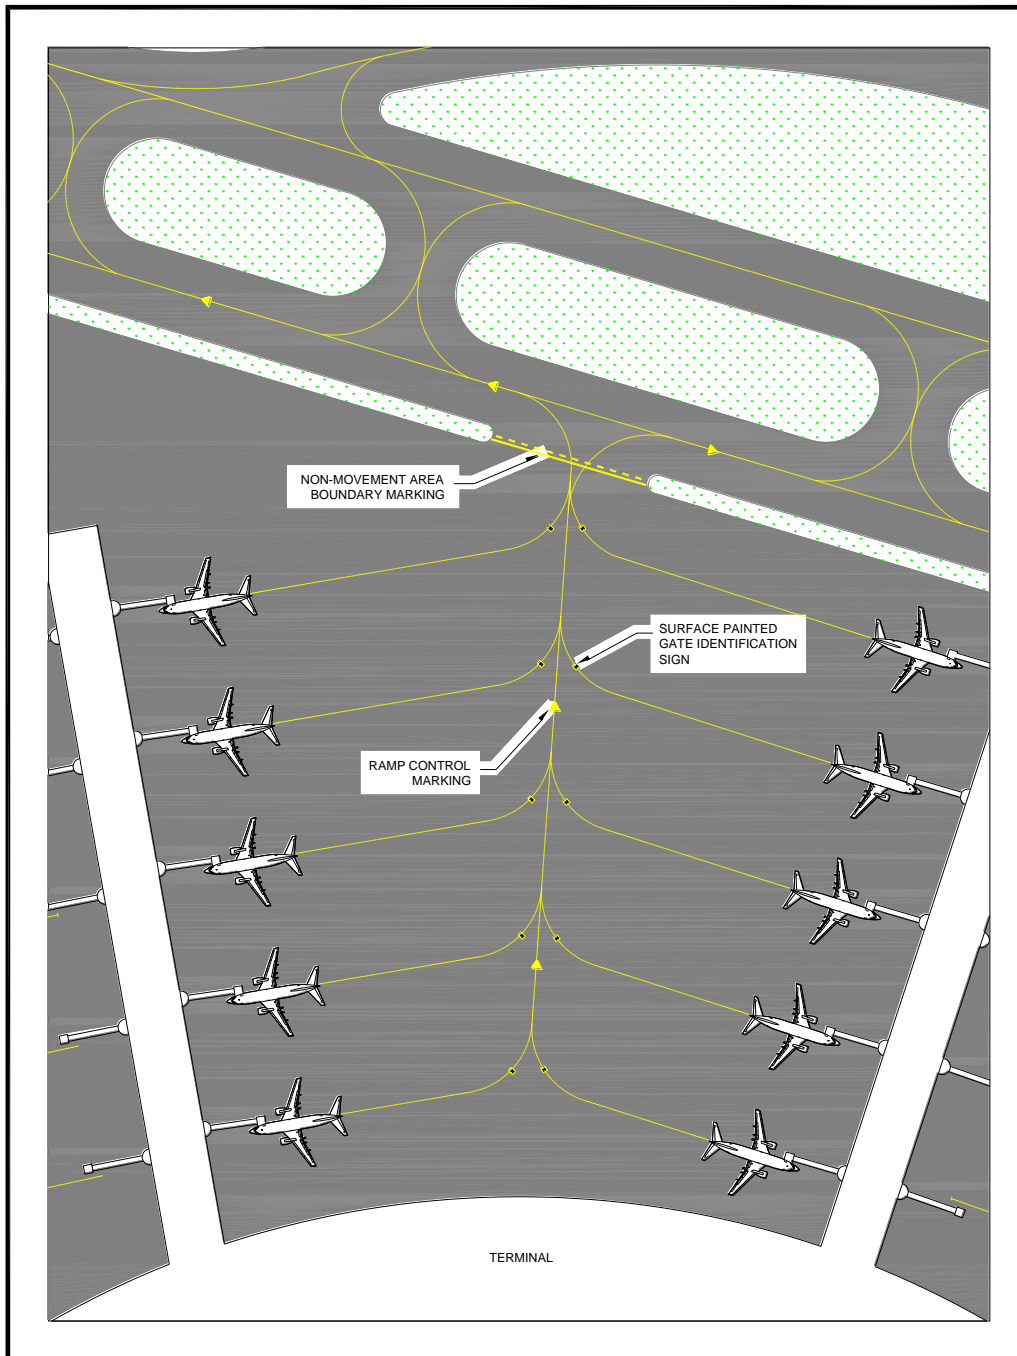 NON-MOVEMENT AREA
BOUNDARY MARKING
SURFACE PAINTED
GATE IDENTIFICATION
SIGN
RAMP CONTROL
MARKING
TERMINAL